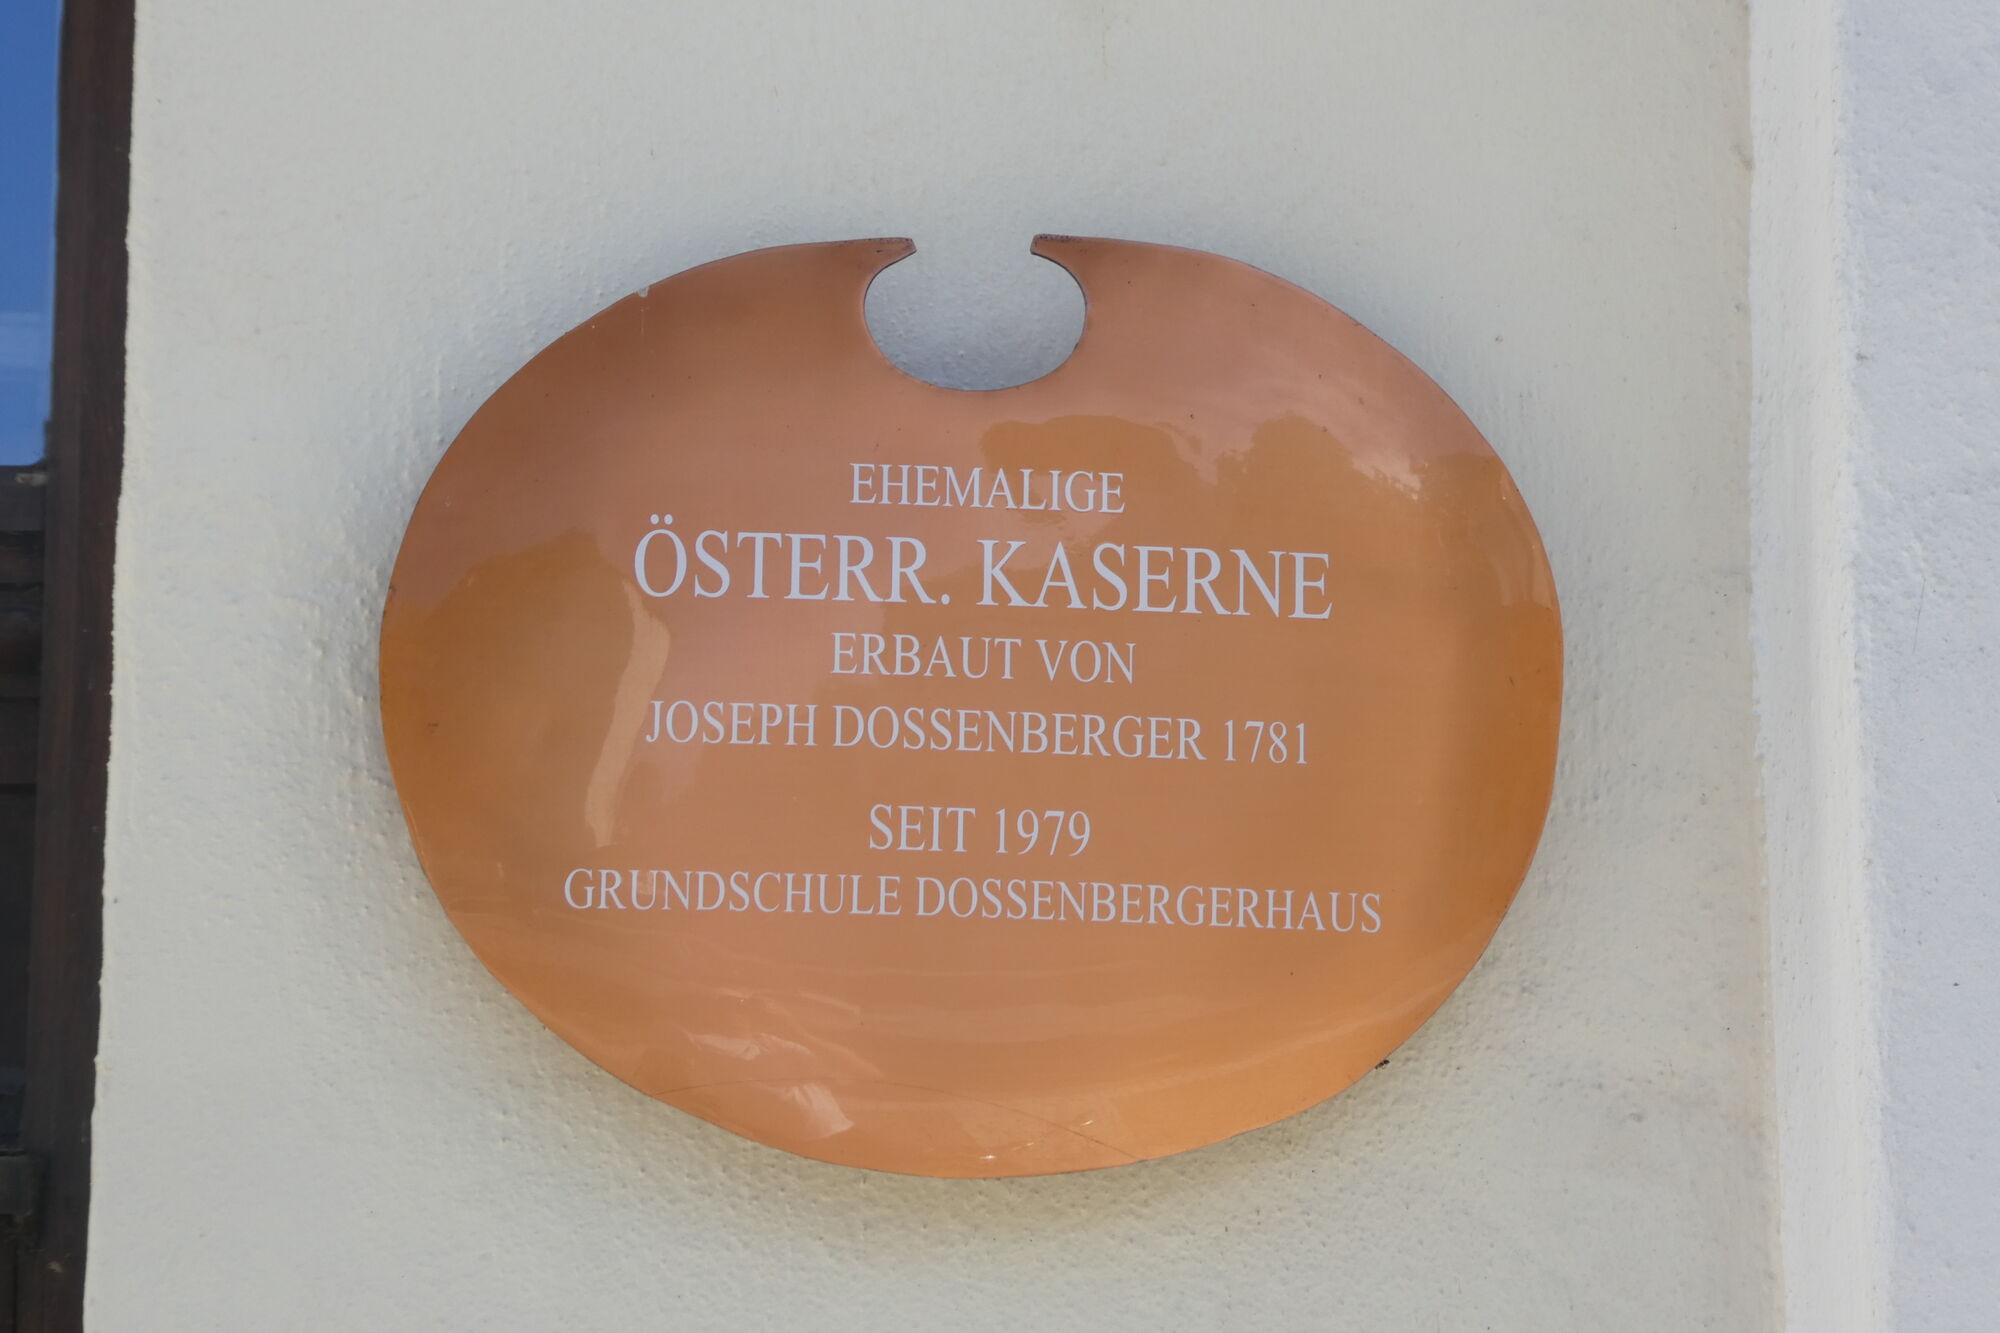 EHEMALIGE
ÖSTERR. KASERNE
ERBAUT VON
JOSEPH DOSSENBERGER 1781
SEIT 1979
GRUNDSCHULE DOSSENBERGERHAUS